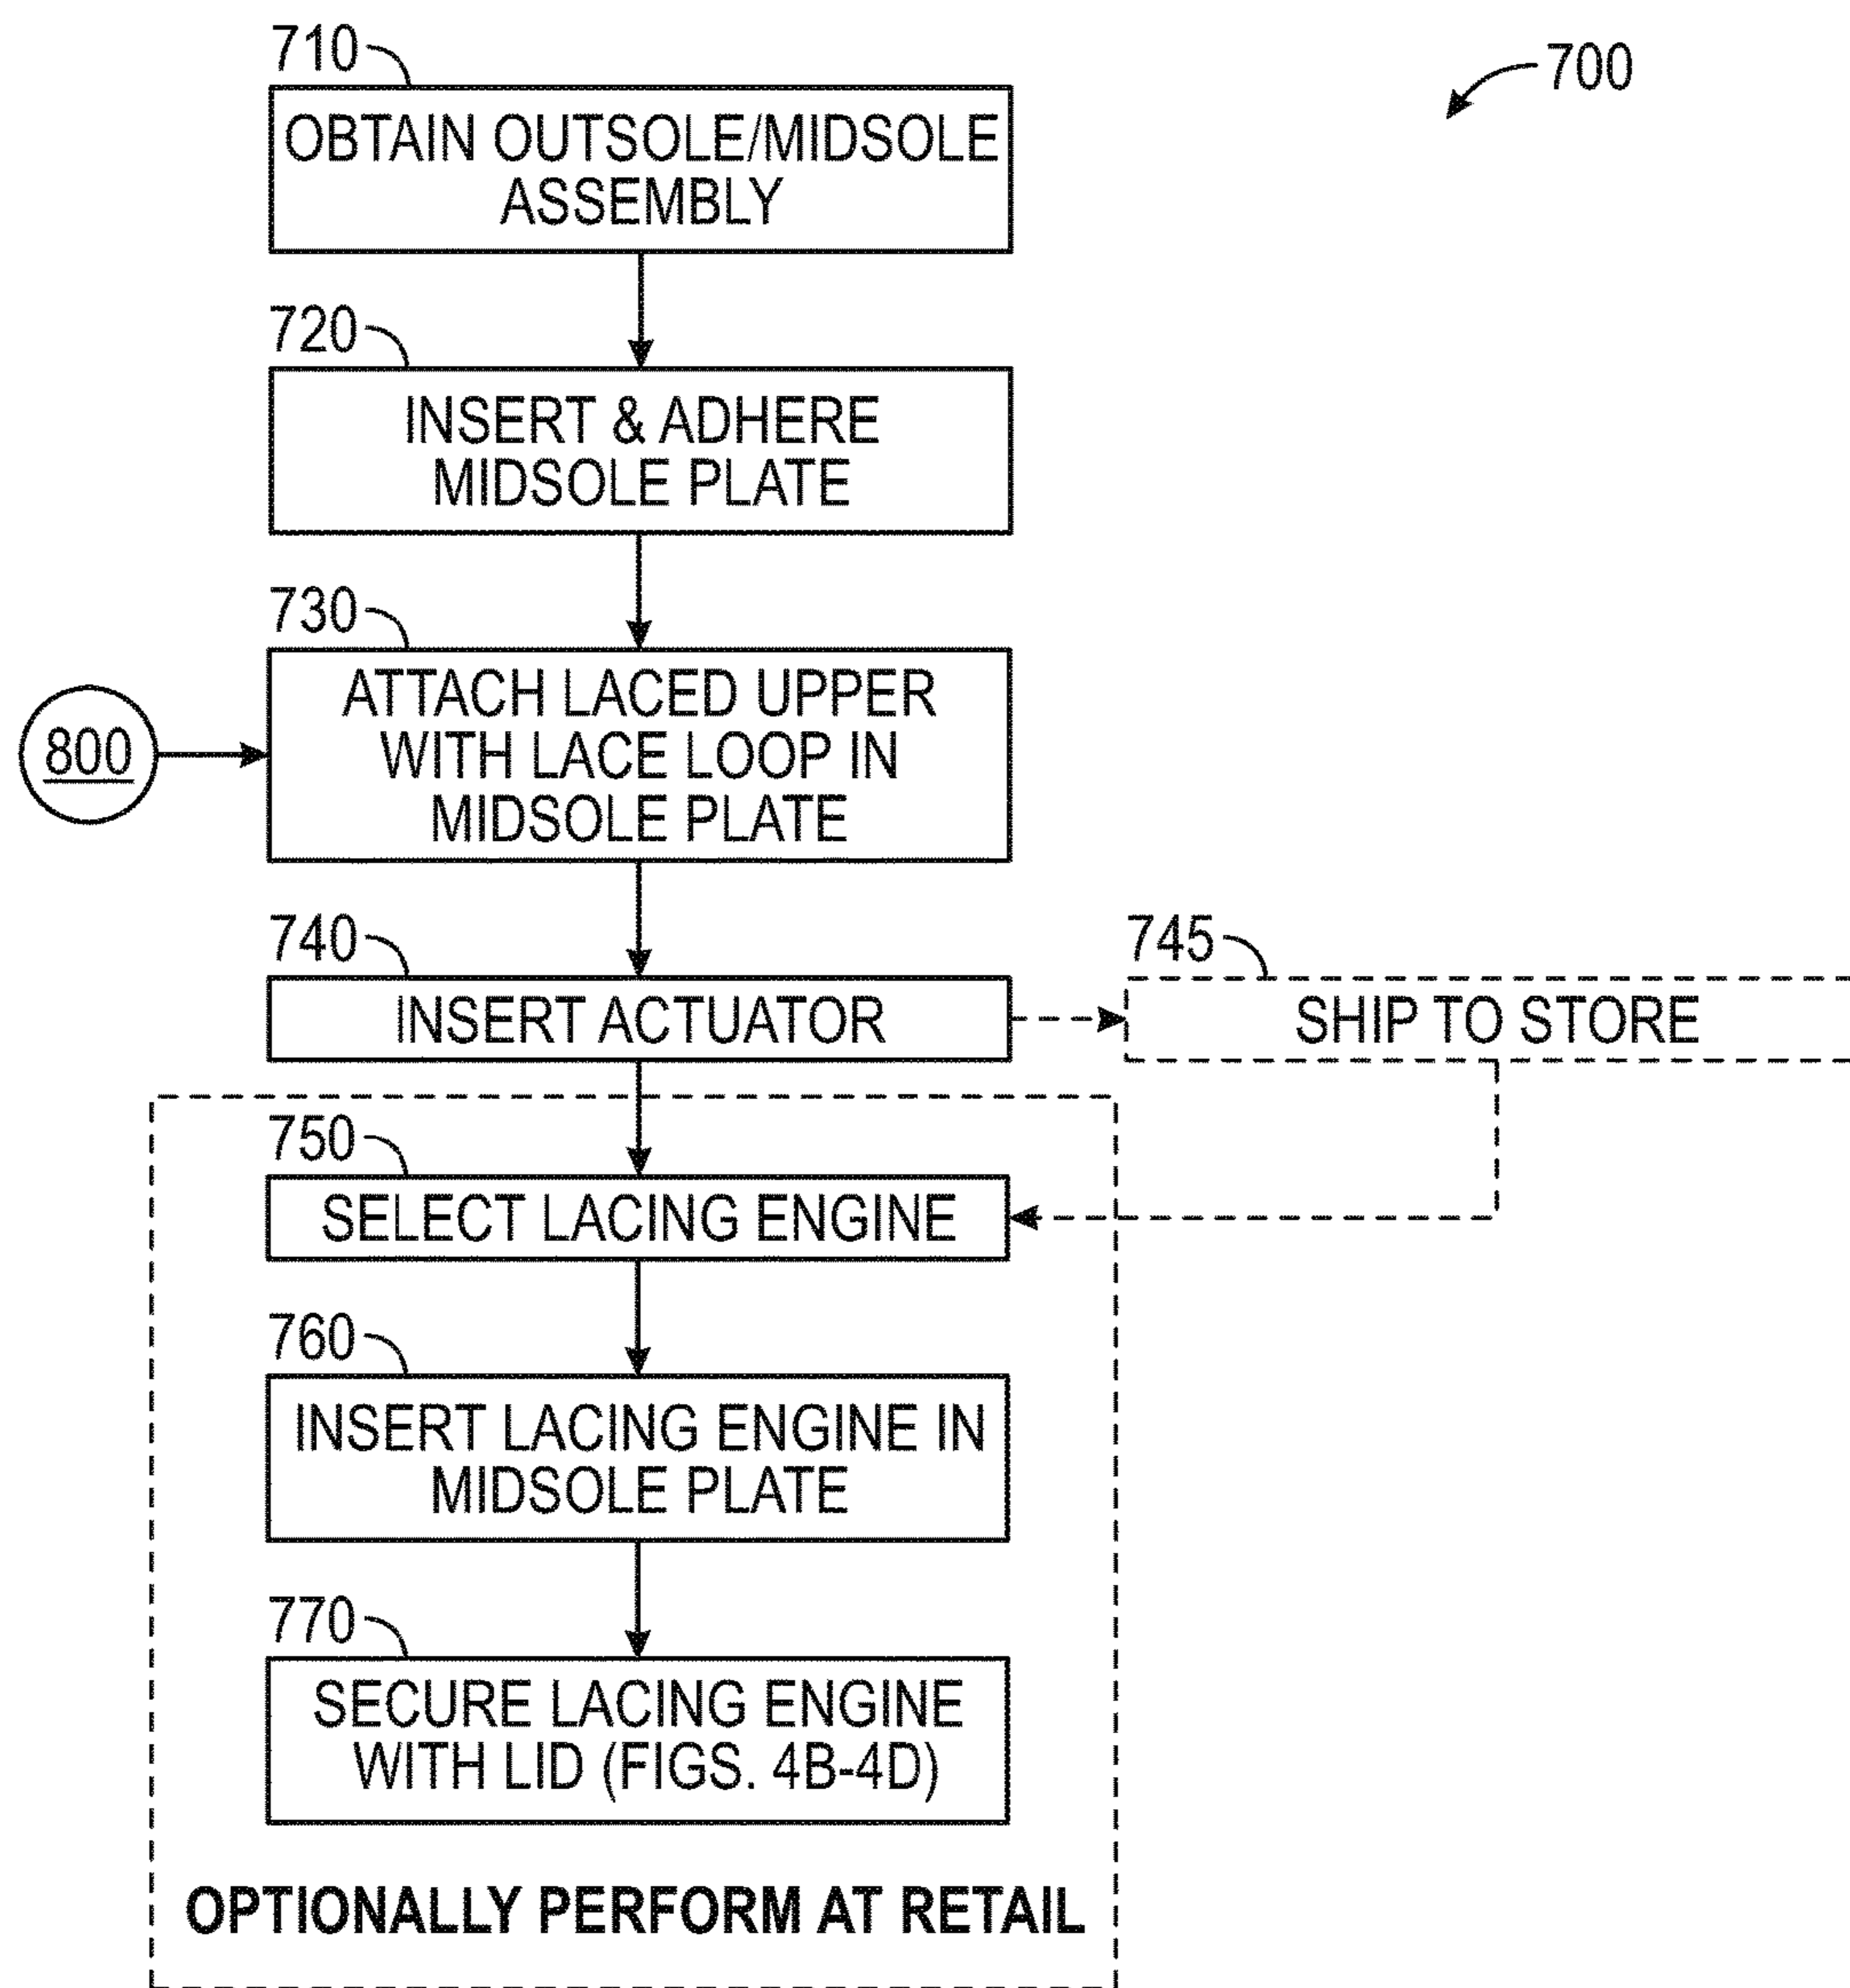 710
700
OBTAIN OUTSOLE/MIDSOLE
ASSEMBLY
720
INSERT & ADHERE
MIDSOLE PLATE
730
800
ATTACH LACED UPPER
WITH LACE LOOP IN
MIDSOLE PLATE
740
INSERT ACTUATOR
745
SHIP TO STORE
750
SELECT LACING ENGINE
760
INSERT LACING ENGINE IN
MIDSOLE PLATE
770
SECURE LACING ENGINE
WITH LID (FIGS. 4B-4D)
OPTIONALLY PERFORM AT RETAIL